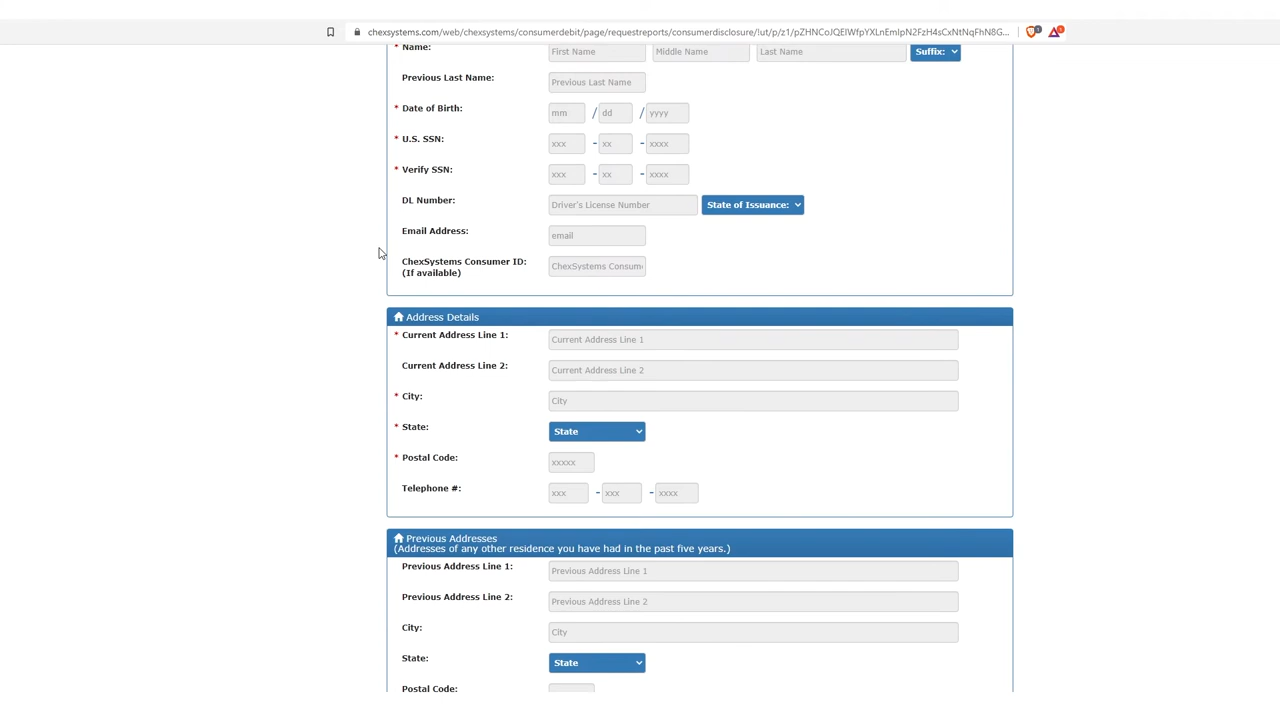 chexsystems.com/web/chexsystems/consumerdebit/page/requestreports/consumerdisclosure/lut/p/z1/pZHNCoJQEIWfpYXLnEmIpN2FzH4sCxNtNqFhN8G...
* Name: First Name Middle Name Last Name Suffix:
Previous Last Name: Previous Last Name
* Date of Birth: mm / dd / yyyy
* U.S. SSN: xxx - xx - xxxx
* Verify SSN: xxx - xx - xxxx
DL Number: Driver's License Number State of Issuance:
Email Address: email
ChexSystems Consumer ID: ChexSystems Consum
(If available)
Address Details
* Current Address Line 1: Current Address Line 1
Current Address Line 2: Current Address Line 2
* City: City
* State: State
* Postal Code: xxxxx
Telephone #: xxx - xxx - xxxx
Previous Addresses
(Addresses of any other residence you have had in the past five years.)
Previous Address Line 1: Previous Address Line 1
Previous Address Line 2: Previous Address Line 2
City: City
State: State
Postal Code: